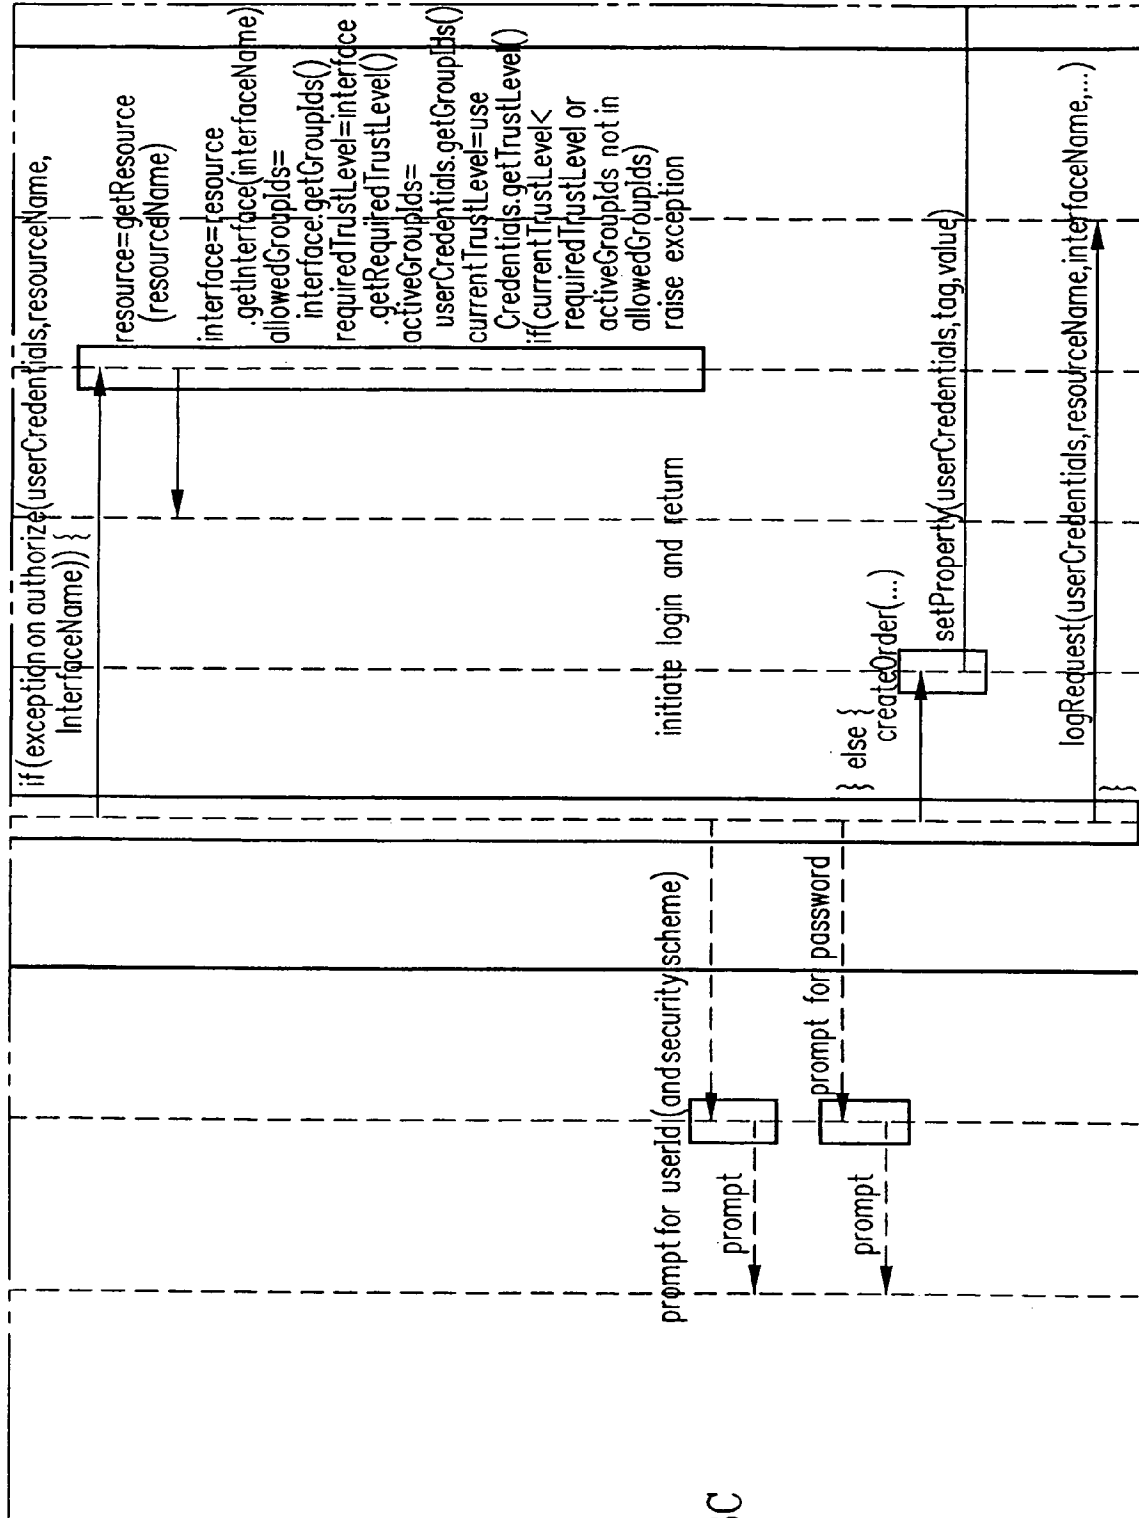 if(exception on authorize(userCredentials,resourceName,
InterfaceName)) {
resource=getResource
(resourceName)
interface=resource
.getInterface(interfaceName)
allowedGroupIds=
interface.getGroupIds()
requiredTrustLevel=interface
.getRequiredTrustLevel()
activeGroupIds=
userCredentials.getGroupIds()
currentTrustLevel=use
Credentials.getTrustLevel()
if(currentTrustLevel<
requiredTrustLevel or
activeGroupIds not in
allowedGroupIds)
raise exception
initiate login and return
prompt for userId (and security scheme)
prompt
prompt for password
prompt
} else {
createOrder(...)
setProperty(userCredentials,tag,value)
logRequest(userCredentials,resourceName,interfaceName,...)
}